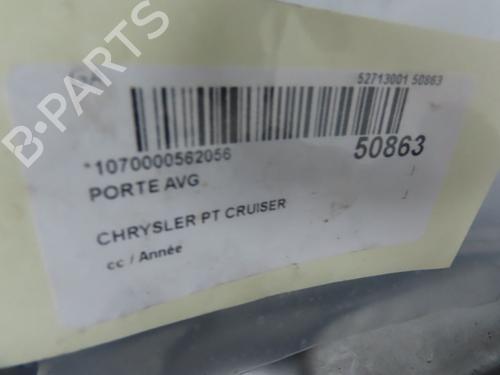 52713001 50863
*1070000562056
50863
PORTE AVG
CHRYSLER PT CRUISER
cc / Année
B-PARTS